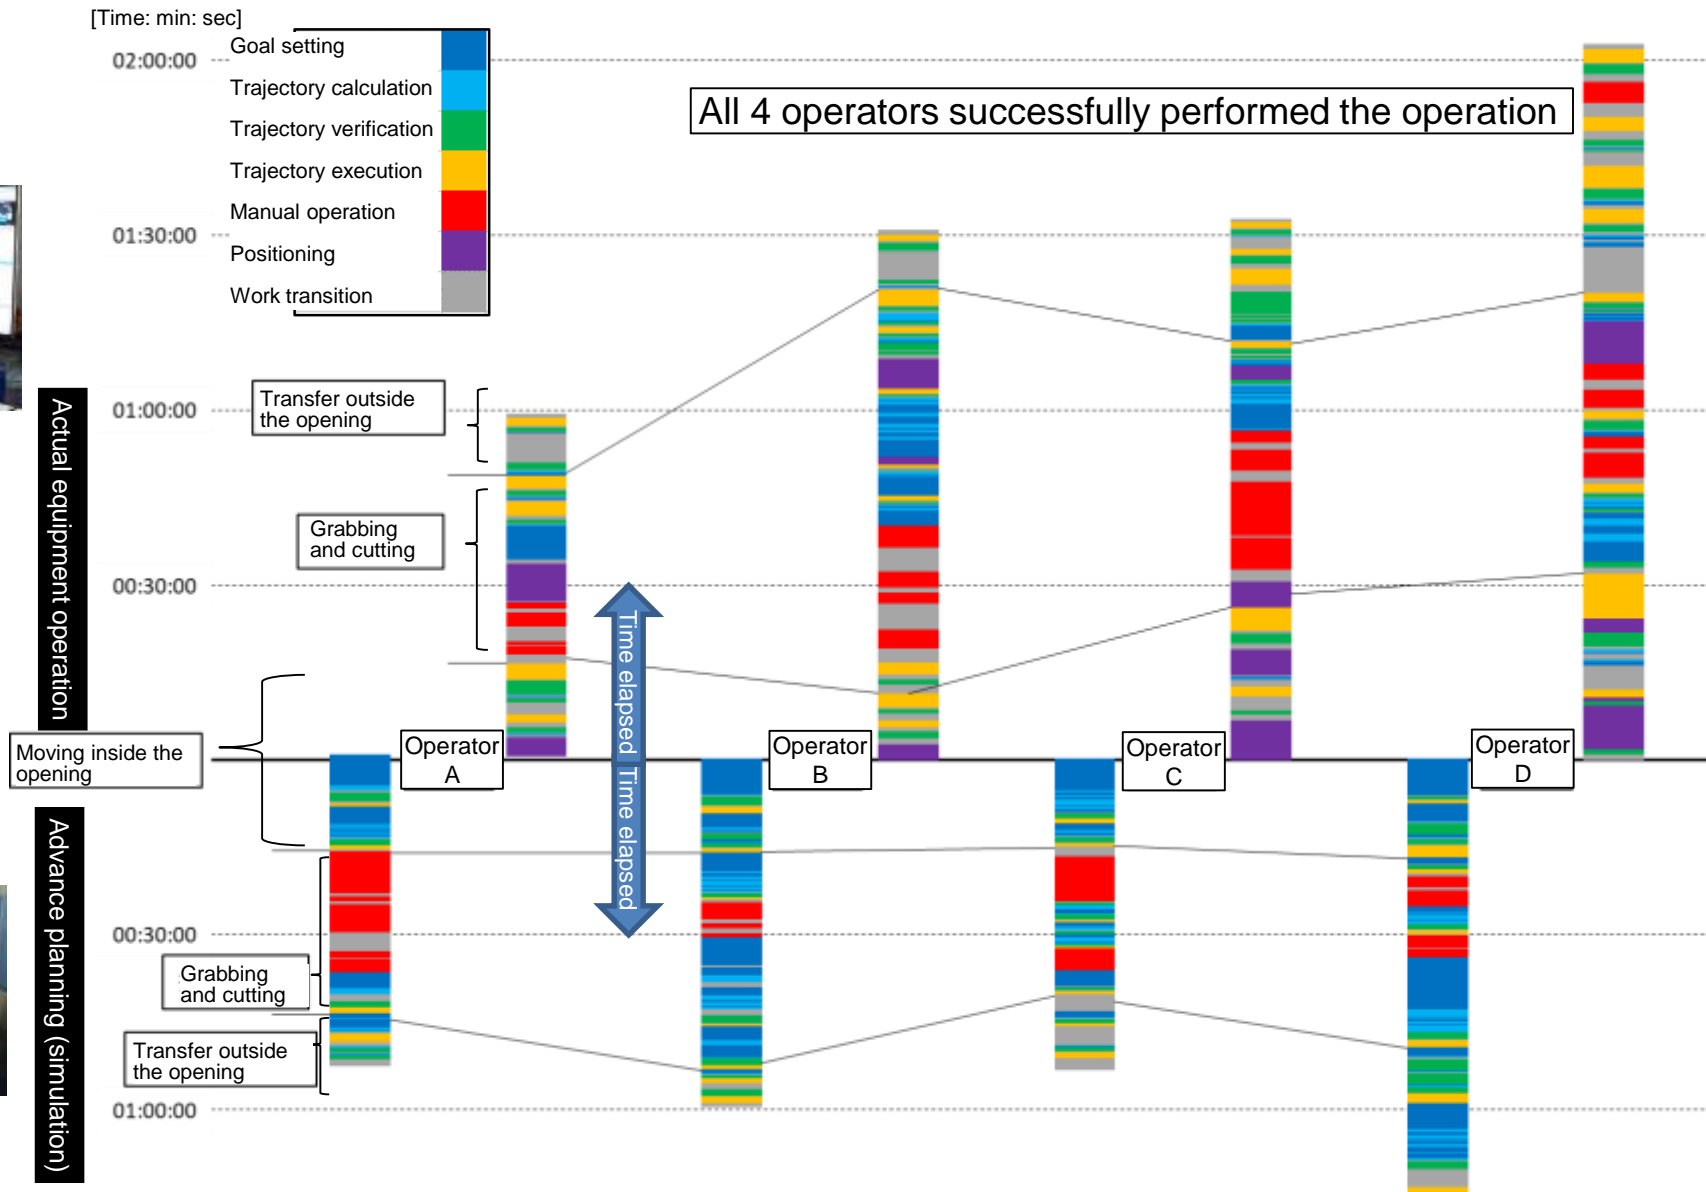 [Time: min: sec]
Goal setting
02:00:00
Trajectory calculation
Trajectory verification
Trajectory execution
Manual operation
01:30:00
Positioning
Work transition
All 4 operators successfully performed the operation
Transfer outside
the opening
01:00:00
Actual equipment operation
Grabbing
and cutting
00:30:00
Time elapsed
Time elapsed
Moving inside the
opening
Operator
A
Operator
B
Operator
C
Operator
D
Advance planning (simulation)
00:30:00
Grabbing
and cutting
Transfer outside
the opening
01:00:00